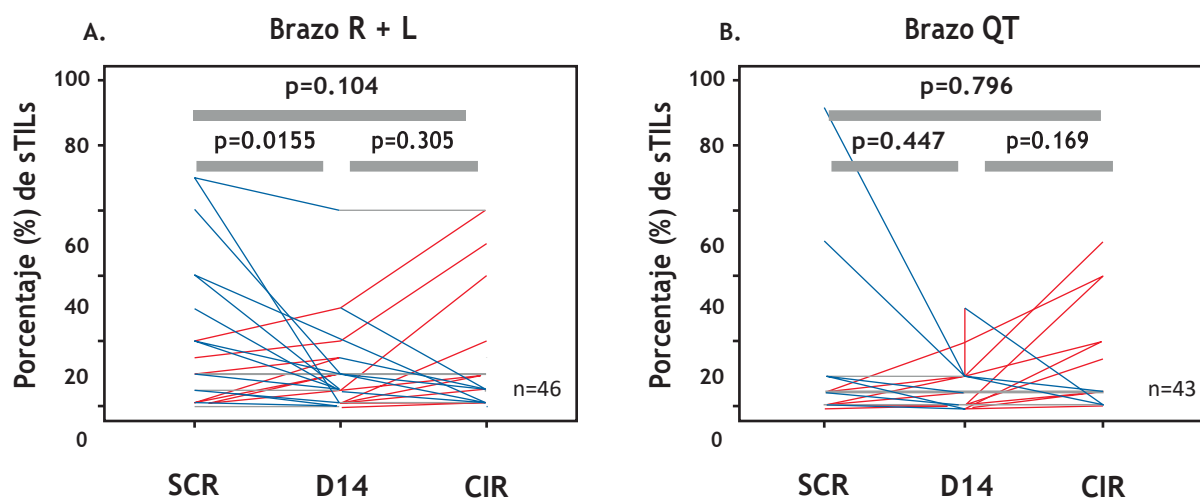 A.
Brazo R + L
Porcentaje (%) de sTILs
100
80
60
40
20
0
p=0.104
p=0.0155
p=0.305
n=46
SCR
D14
CIR
B.
Brazo QT
Porcentaje (%) de sTILs
100
80
60
40
20
0
p=0.796
p=0.447
p=0.169
n=43
SCR
D14
CIR